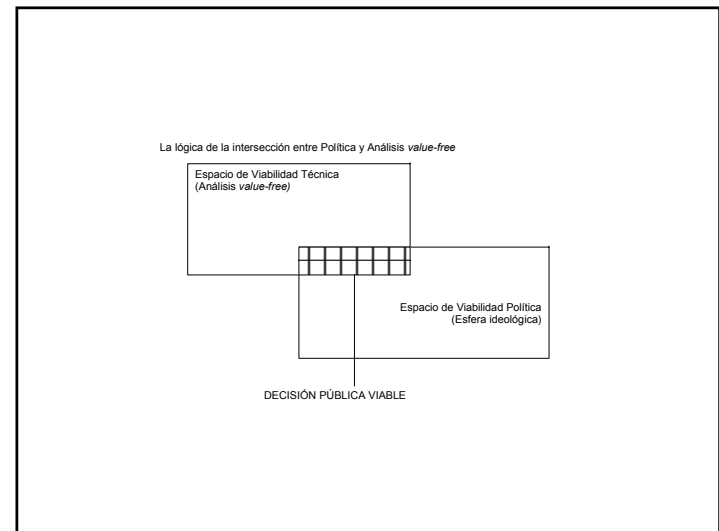 La lógica de la intersección entre Política y Análisis value-free
Espacio de Viabilidad Técnica
(Análisis value-free)
Espacio de Viabilidad Política
(Esfera ideológica)
DECISIÓN PÚBLICA VIABLE